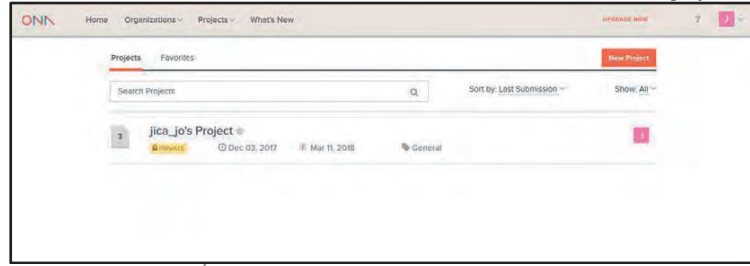 ONA Home Organizations Projects What's New UPGRADE NOW ? J
Projects Favorites New Project
Search Projects Sort by: Last Submission Show: All
3 jica_jo's Project J
PRIVATE Dec 03, 2017 Mar 11, 2018 General